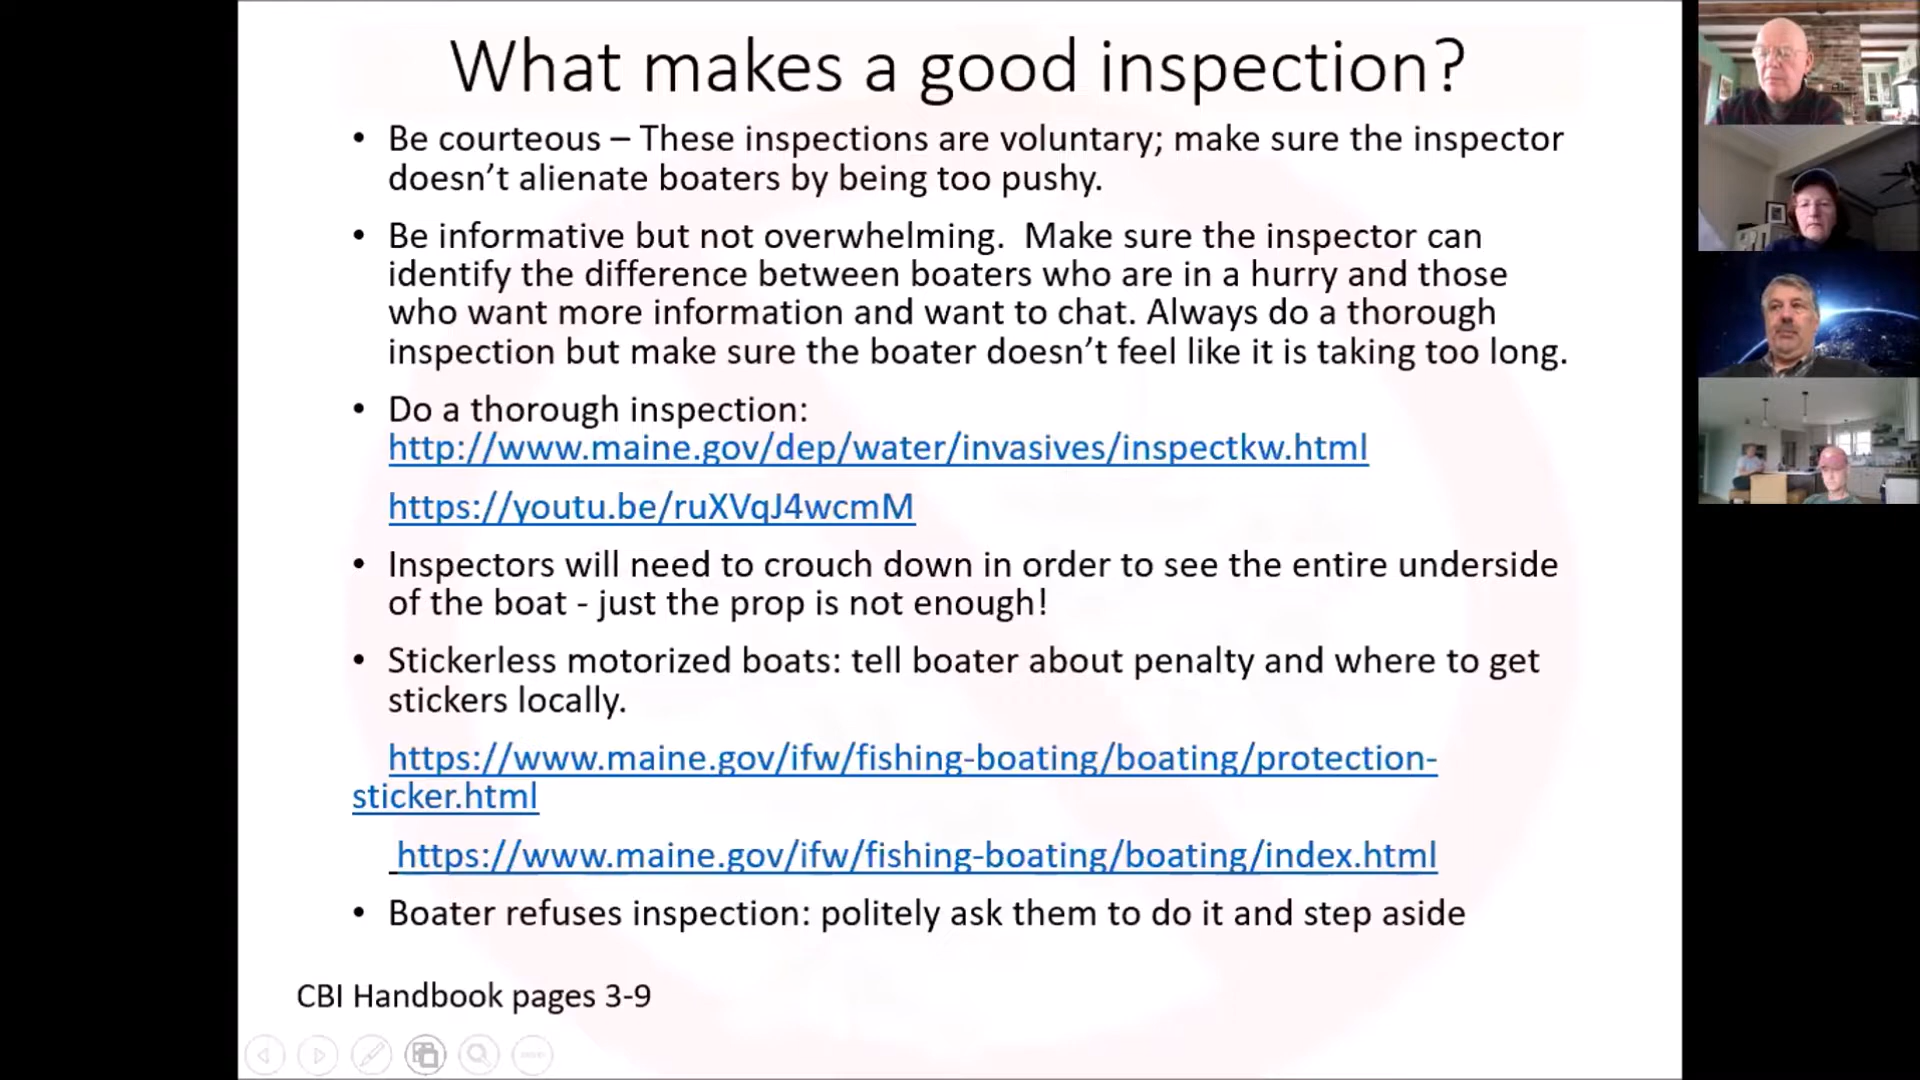 What makes a good inspection?
• Be courteous – These inspections are voluntary; make sure the inspector
doesn’t alienate boaters by being too pushy.
• Be informative but not overwhelming.  Make sure the inspector can
identify the difference between boaters who are in a hurry and those
who want more information and want to chat. Always do a thorough
inspection but make sure the boater doesn’t feel like it is taking too long.
• Do a thorough inspection:
http://www.maine.gov/dep/water/invasives/inspectkw.html
https://youtu.be/ruXVqJ4wcmM
• Inspectors will need to crouch down in order to see the entire underside
of the boat - just the prop is not enough!
• Stickerless motorized boats: tell boater about penalty and where to get
stickers locally.
https://www.maine.gov/ifw/fishing-boating/boating/protection-
sticker.html
https://www.maine.gov/ifw/fishing-boating/boating/index.html
• Boater refuses inspection: politely ask them to do it and step aside
CBI Handbook pages 3-9